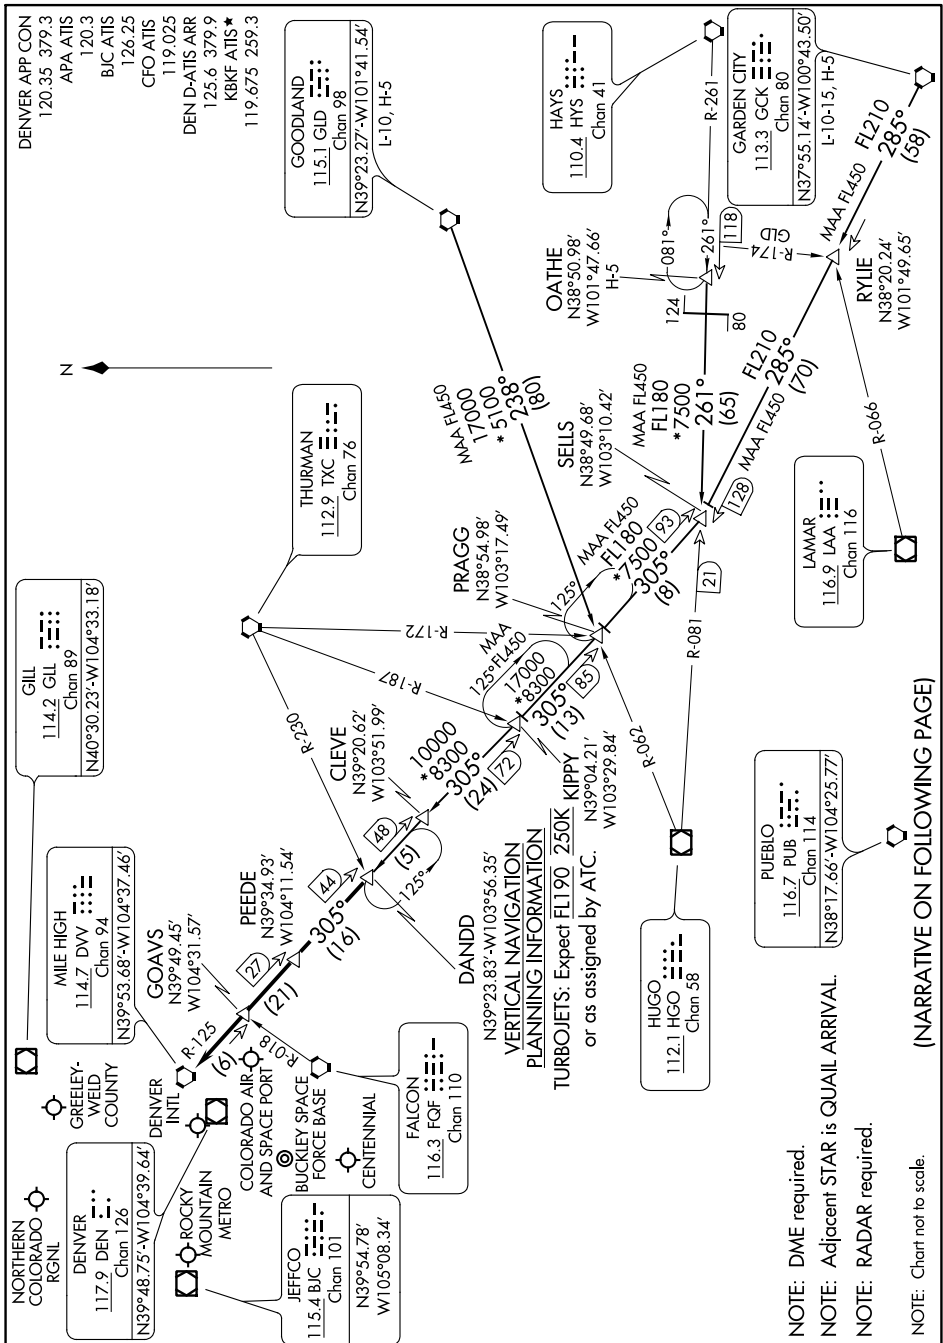 DENVER APP CON
120.35 379.3
APA ATIS
120.3
BJC ATIS
126.25
CFO ATIS
119.025
DEN D-ATIS ARR
125.6 379.9
KBKF ATIS★
119.675 259.3
N
GOODLAND
115.1 GLD
Chan 98
N39°23.27'-W101°41.54'
L-10, H-5
HAYS
110.4 HYS
Chan 41
R-261
GARDEN CITY
113.3 GCK
Chan 80
N37°55.14'-W100°43.50'
L-10-15, H-5
MAA FL450
FL210
285°
(58)
RYLIE
N38°20.24'
W101°49.65'
R-174
GLD
118
081°
261°
OATHE
N38°50.98'
W101°47.66'
H-5
124
80
MAA FL450
FL180
*7500
261°
(65)
FL210
285°
(70)
MAA FL450
R-066
LAMAR
116.9 LAA
Chan 116
MAA FL450
17000
*5100
238°
(80)
SELLS
N38°49.68'
W103°10.42'
128
93
21
R-081
MAA FL450
FL180
*7500
305°
(8)
125°
PRAGG
N38°54.98'
W103°17.49'
THURMAN
112.9 TXC
Chan 76
R-172
R-187
R-230
R-062
MAA
FL450
125°
17000
*8300
305°
(13)
85
KIPPY
N39°04.21'
W103°29.84'
10000
*8300
305°
(24)
72
CLEVE
N39°20.62'
W103°51.99'
48
(5)
125°
DANDD
N39°23.83'-W103°56.35'
VERTICAL NAVIGATION
PLANNING INFORMATION
TURBOJETS: Expect FL190 250K
or as assigned by ATC.
44
305°
(16)
PEEDE
N39°34.93'
W104°11.54'
27
(21)
GOAVS
N39°49.45'
W104°31.57'
R-125
(6)
R-018
GILL
114.2 GLL
Chan 89
N40°30.23'-W104°33.18'
MILE HIGH
114.7 DVV
Chan 94
N39°53.68'-W104°37.46'
GREELEY-
WELD
COUNTY
DENVER
INTL
NORTHERN
COLORADO
RGNL
DENVER
117.9 DEN
Chan 126
N39°48.75'-W104°39.64'
ROCKY
MOUNTAIN
METRO
COLORADO AIR
AND SPACE PORT
BUCKLEY SPACE
FORCE BASE
CENTENNIAL
JEFFCO
115.4 BJC
Chan 101
N39°54.78'
W105°08.34'
FALCON
116.3 FQF
Chan 110
HUGO
112.1 HGO
Chan 58
PUEBLO
116.7 PUB
Chan 114
N38°17.66'-W104°25.77'
NOTE: DME required.
NOTE: Adjacent STAR is QUAIL ARRIVAL.
NOTE: RADAR required.
NOTE: Chart not to scale.
(NARRATIVE ON FOLLOWING PAGE)